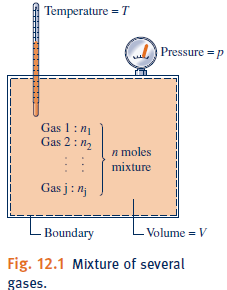 Temperature = T
Pressure = p
Gas 1 : n₁
Gas 2 : n₂
: :
n moles
mixture
Gas j : nⱼ
Boundary
Volume = V
Fig. 12.1 Mixture of several
gases.